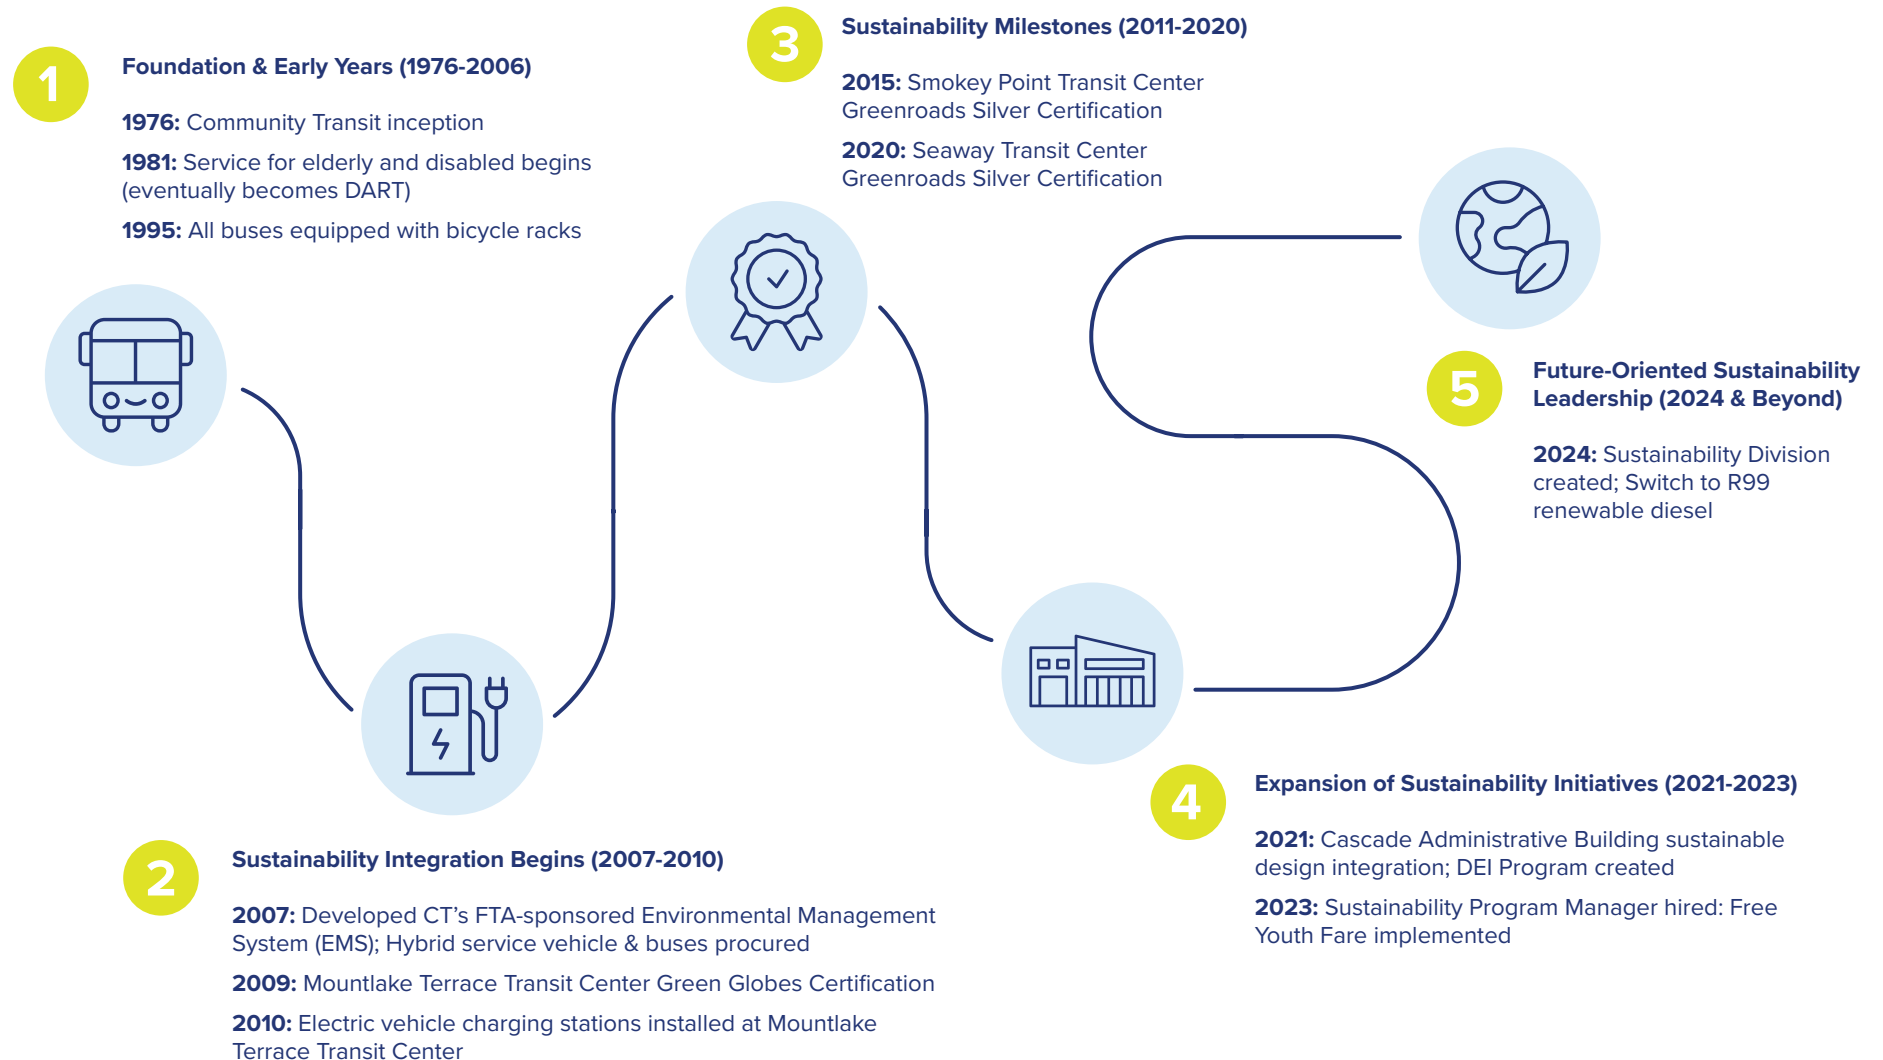 1
Foundation & Early Years (1976-2006)
1976: Community Transit inception
1981: Service for elderly and disabled begins
(eventually becomes DART)
1995: All buses equipped with bicycle racks
2
Sustainability Integration Begins (2007-2010)
2007: Developed CT’s FTA-sponsored Environmental Management
System (EMS); Hybrid service vehicle & buses procured
2009: Mountlake Terrace Transit Center Green Globes Certification
2010: Electric vehicle charging stations installed at Mountlake
Terrace Transit Center
3
Sustainability Milestones (2011-2020)
2015: Smokey Point Transit Center
Greenroads Silver Certification
2020: Seaway Transit Center
Greenroads Silver Certification
4
Expansion of Sustainability Initiatives (2021-2023)
2021: Cascade Administrative Building sustainable
design integration; DEI Program created
2023: Sustainability Program Manager hired: Free
Youth Fare implemented
5
Future-Oriented Sustainability
Leadership (2024 & Beyond)
2024: Sustainability Division
created; Switch to R99
renewable diesel